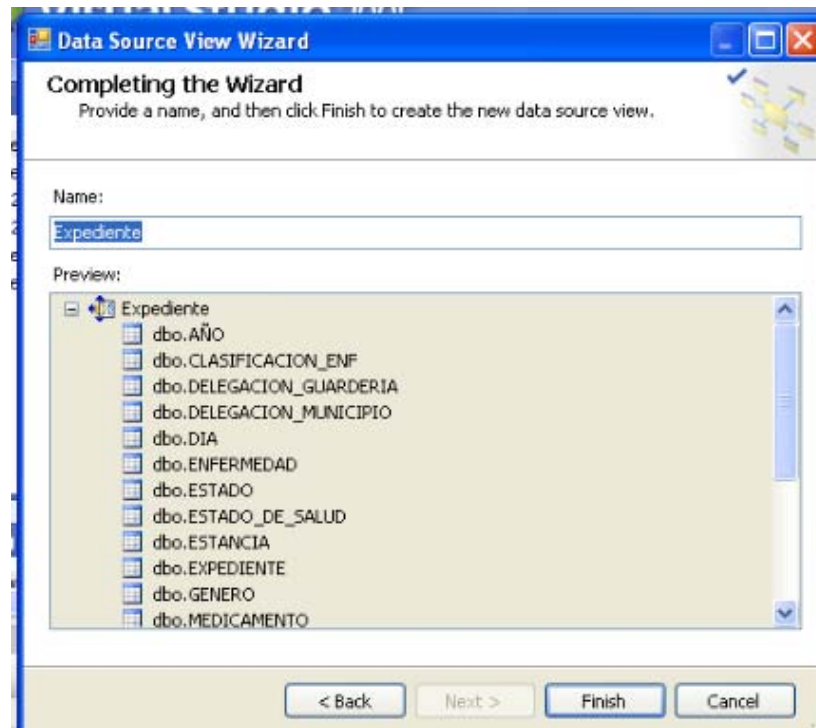 Data Source View Wizard
Completing the Wizard
Provide a name, and then click Finish to create the new data source view.
Name:
Expediente
Preview:
Expediente
dbo.AÑO
dbo.CLASIFICACION_ENF
dbo.DELEGACION_GUARDERIA
dbo.DELEGACION_MUNICIPIO
dbo.DIA
dbo.ENFERMEDAD
dbo.ESTADO
dbo.ESTADO_DE_SALUD
dbo.ESTANCIA
dbo.EXPEDIENTE
dbo.GENERO
dbo.MEDICAMENTO
< Back Next > Finish Cancel